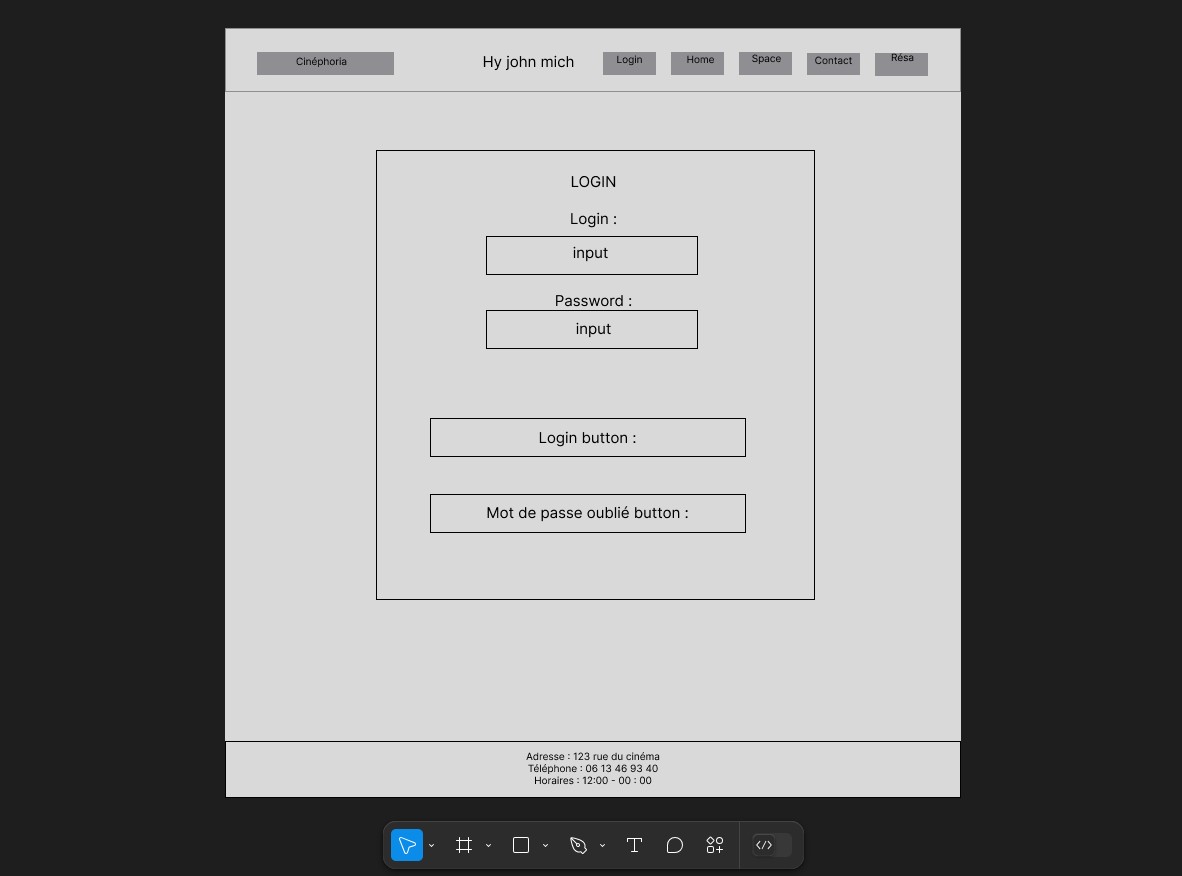 Cinéphoria
Hy john mich
Login
Home
Space
Contact
Résa
LOGIN
Login :
input
Password :
input
Login button :
Mot de passe oublié button :
Adresse : 123 rue du cinéma
Téléphone : 06 13 46 93 40
Horaires : 12:00 - 00 : 00